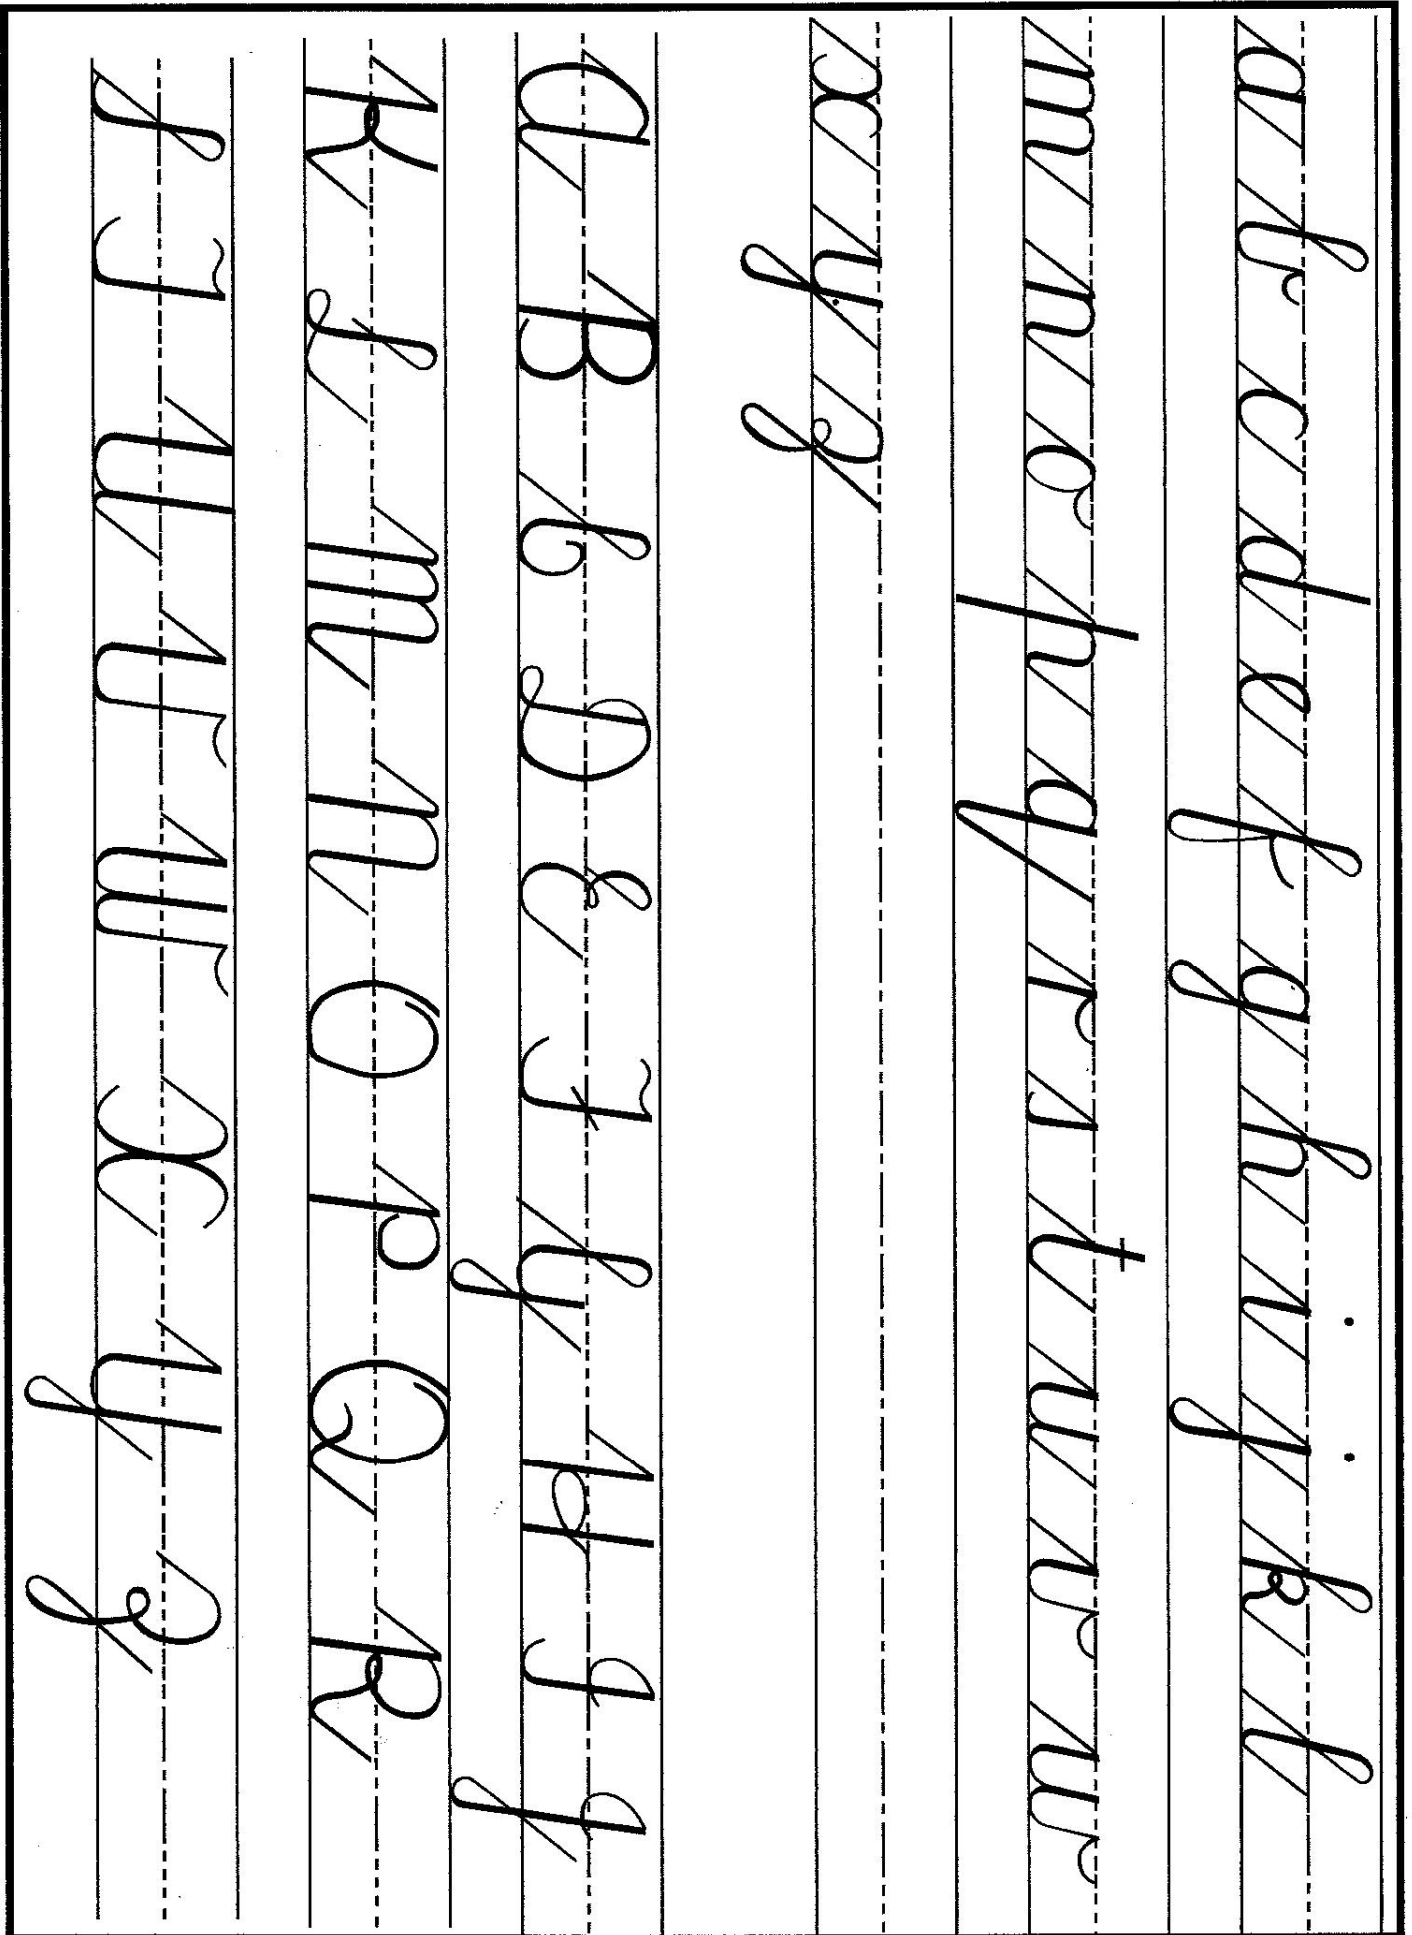 a b c d e f g h i j k l
m n o p q r s t u v w
x y z
A B C D E F G H I J
K L M N O P Q R
S T U V W X Y Z